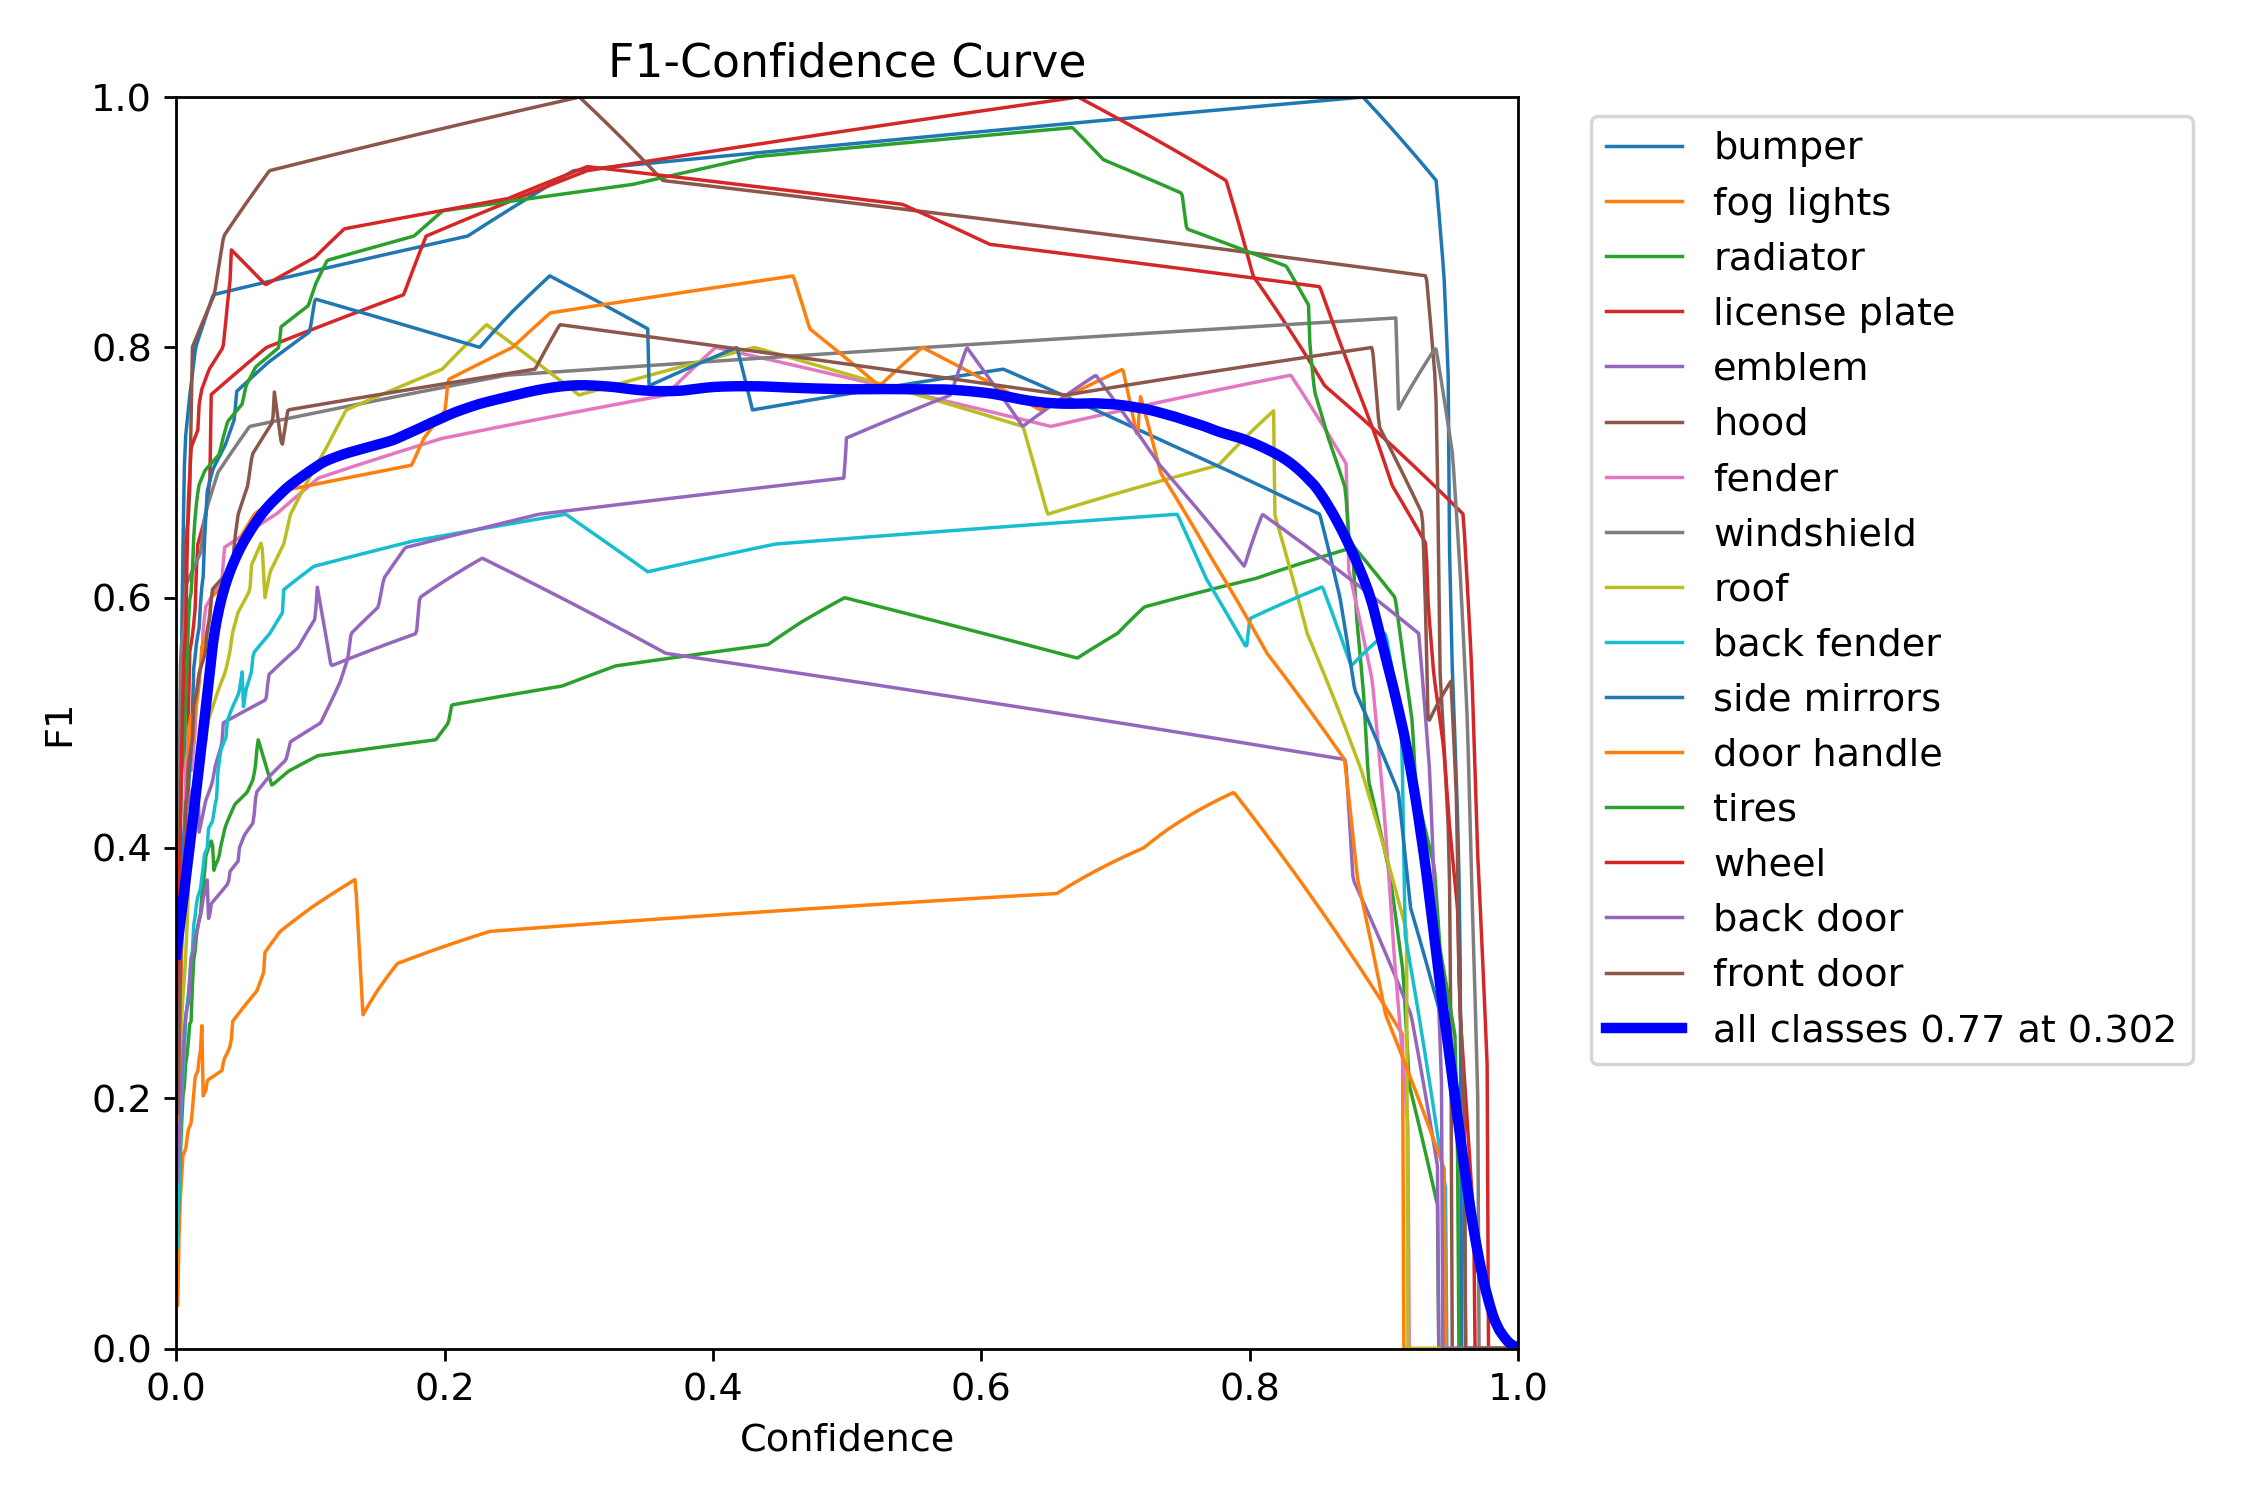 F1-Confidence Curve
1.0
0.8
0.6
0.4
0.2
0.0
F1
0.0 0.2 0.4 0.6 0.8 1.0
Confidence
bumper
fog lights
radiator
license plate
emblem
hood
fender
windshield
roof
back fender
side mirrors
door handle
tires
wheel
back door
front door
all classes 0.77 at 0.302